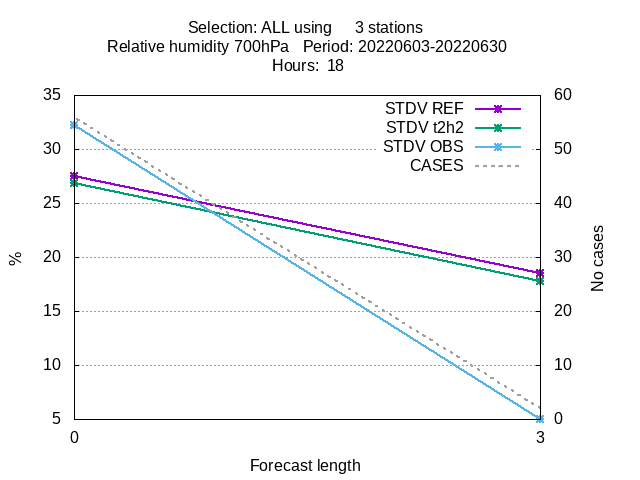 Selection: ALL using     3 stations
Relative humidity 700hPa   Period: 20220603-20220630
Hours:  18
35
30
25
20
15
10
5
%
60
50
40
30
20
10
0
No cases
STDV REF
STDV t2h2
STDV OBS
CASES
0
3
Forecast length